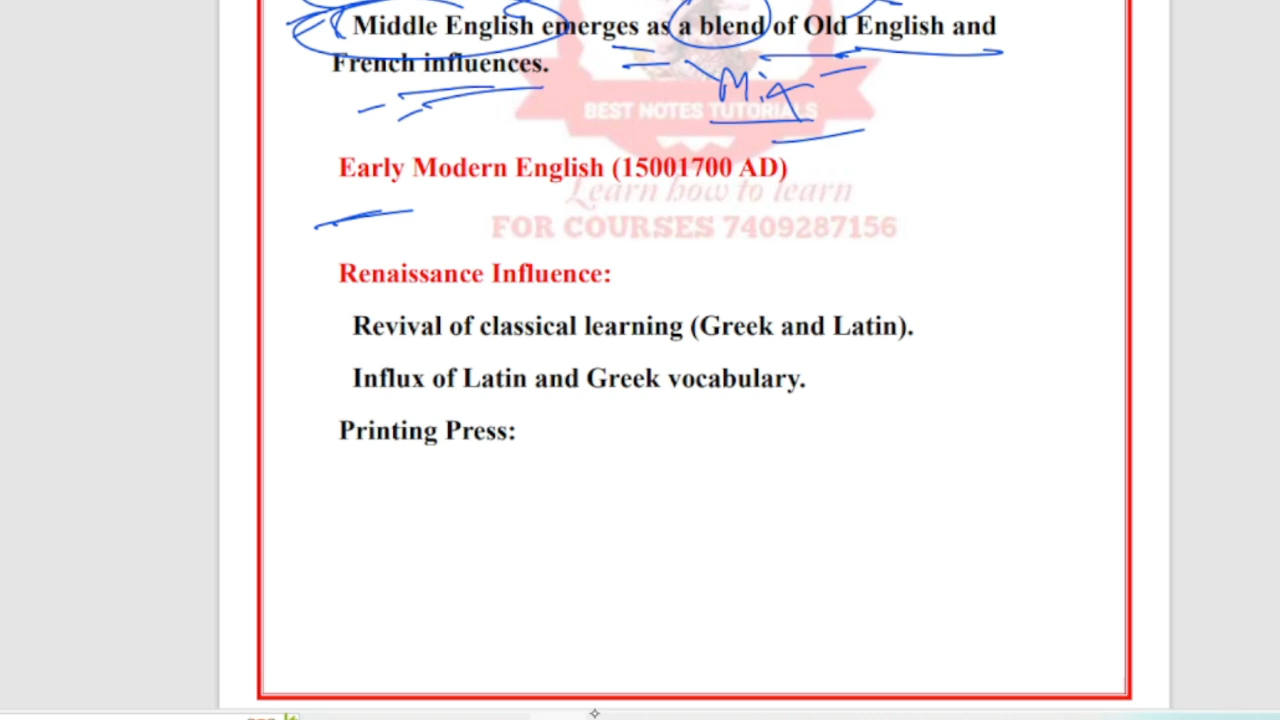 Middle English emerges as a blend of Old English and
French influences.
Mix
BEST NOTES TUTORIALS
Early Modern English (15001700 AD)
Learn how to learn
FOR COURSES 7409287156
Renaissance Influence:
Revival of classical learning (Greek and Latin).
Influx of Latin and Greek vocabulary.
Printing Press: